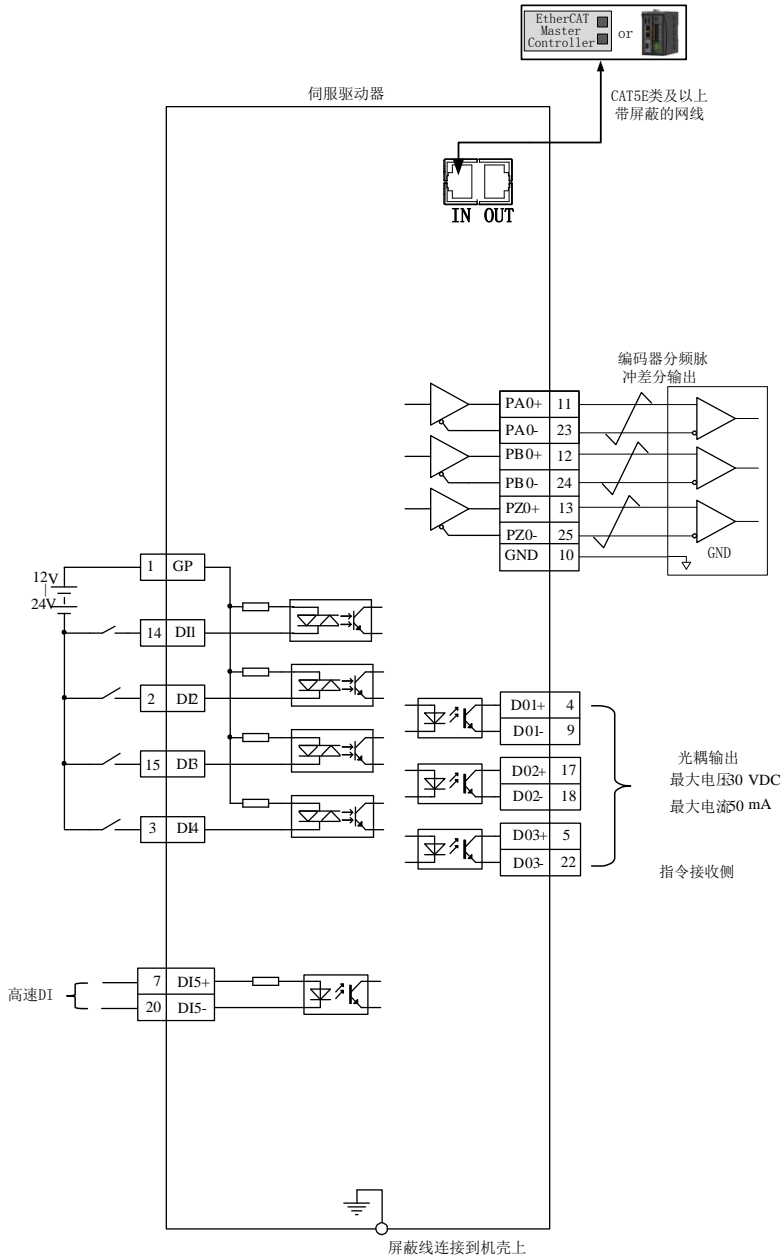 EtherCAT
Master
Controller
or
CAT5E类及以上
带屏蔽的网线
伺服驱动器
IN OUT
编码器分频脉
冲差分输出
PA0+ 11
PA0- 23
PB0+ 12
PB0- 24
PZ0+ 13
PZ0- 25
GND 10
GND
12V
24V
1 GP
14 DI1
2 DI2
15 DI3
3 DI4
D01+ 4
D01- 9
D02+ 17
D02- 18
D03+ 5
D03- 22
光耦输出
最大电压30 VDC
最大电流50 mA
指令接收侧
高速DI
7 DI5+
20 DI5-
屏蔽线连接到机壳上